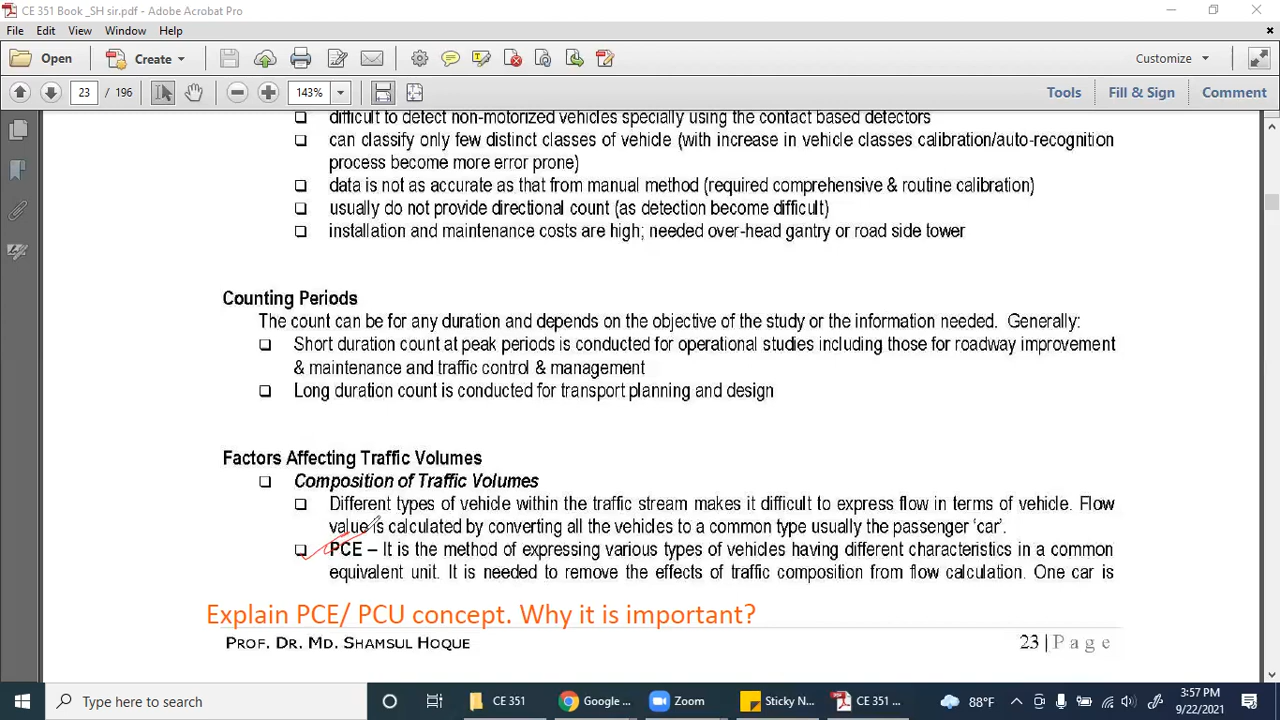 CE 351 Book _SH sir.pdf - Adobe Acrobat Pro
File Edit View Window Help
Open Create Customize
23 / 196 143% Tools Fill & Sign Comment
difficult to detect non-motorized vehicles specially using the contact based detectors
can classify only few distinct classes of vehicle (with increase in vehicle classes calibration/auto-recognition
process become more error prone)
data is not as accurate as that from manual method (required comprehensive & routine calibration)
usually do not provide directional count (as detection become difficult)
installation and maintenance costs are high; needed over-head gantry or road side tower
Counting Periods
The count can be for any duration and depends on the objective of the study or the information needed. Generally:
Short duration count at peak periods is conducted for operational studies including those for roadway improvement
& maintenance and traffic control & management
Long duration count is conducted for transport planning and design
Factors Affecting Traffic Volumes
Composition of Traffic Volumes
Different types of vehicle within the traffic stream makes it difficult to express flow in terms of vehicle. Flow
value is calculated by converting all the vehicles to a common type usually the passenger 'car'.
PCE – It is the method of expressing various types of vehicles having different characteristics in a common
equivalent unit. It is needed to remove the effects of traffic composition from flow calculation. One car is
Explain PCE/ PCU concept. Why it is important?
PROF. DR. MD. SHAMSUL HOQUE 23 | P a g e
Type here to search CE 351 Google ... Zoom Sticky N... CE 351 ... 88°F 3:57 PM
9/22/2021